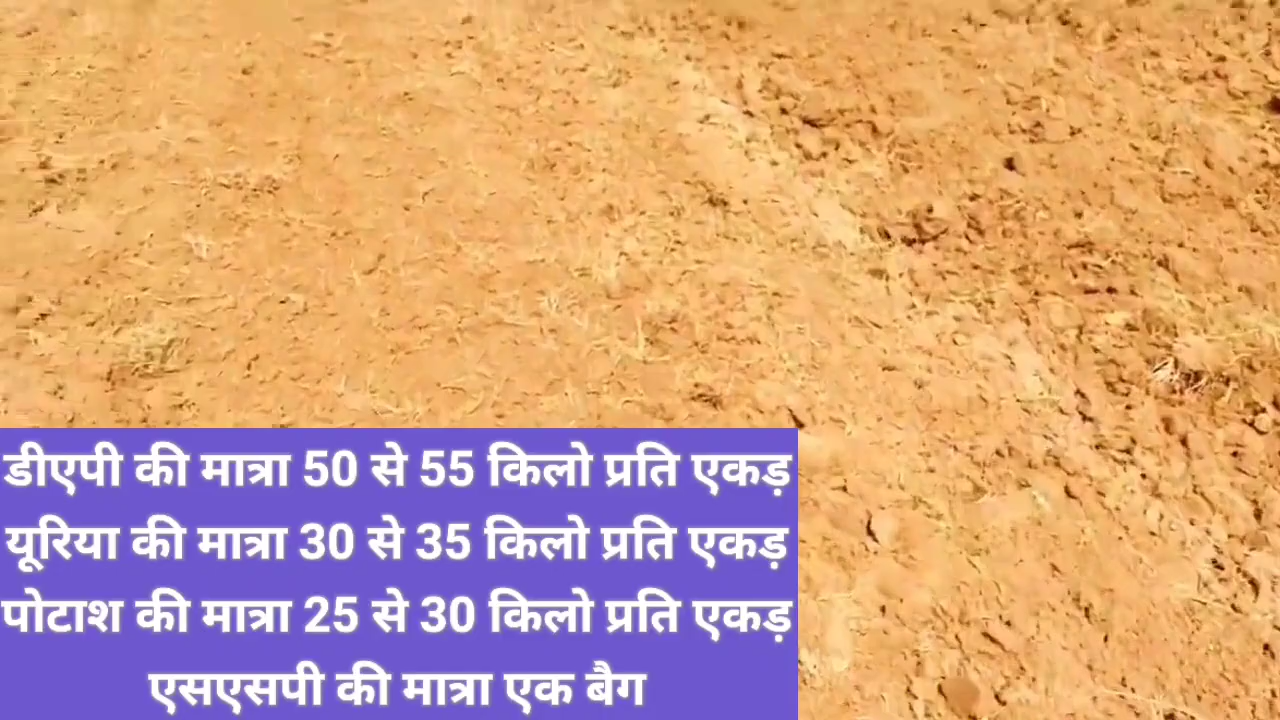 डीएपी की मात्रा 50 से 55 किलो प्रति एकड़
यूरिया की मात्रा 30 से 35 किलो प्रति एकड़
पोटाश की मात्रा 25 से 30 किलो प्रति एकड़
एसएसपी की मात्रा एक बैग